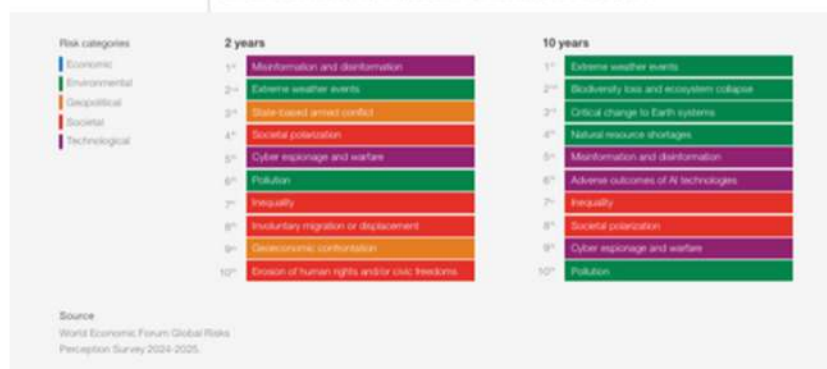 Risk categories
Economic
Environmental
Geopolitical
Societal
Technological
2 years
1st Misinformation and disinformation
2nd Extreme weather events
3rd State-based armed conflict
4th Societal polarization
5th Cyber espionage and warfare
6th Pollution
7th Inequality
8th Involuntary migration or displacement
9th Geoeconomic confrontation
10th Erosion of human rights and/or civic freedoms
10 years
1st Extreme weather events
2nd Biodiversity loss and ecosystem collapse
3rd Critical change to Earth systems
4th Natural resource shortages
5th Misinformation and disinformation
6th Adverse outcomes of AI technologies
7th Inequality
8th Societal polarization
9th Cyber espionage and warfare
10th Pollution
Source
World Economic Forum Global Risks
Perception Survey 2024-2025.